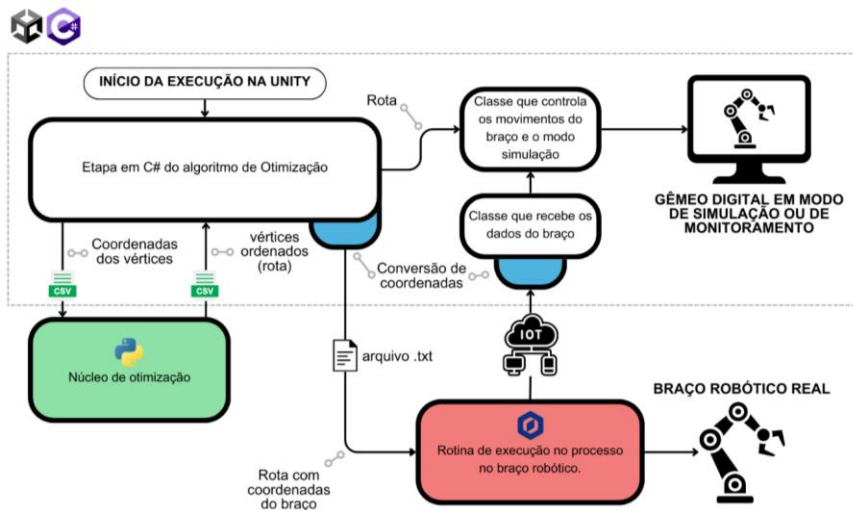 C#
INÍCIO DA EXECUÇÃO NA UNITY
Rota
Classe que controla
os movimentos do
braço e o modo
simulação
Etapa em C# do algoritmo de Otimização
GÊMEO DIGITAL EM MODO
DE SIMULAÇÃO OU DE
MONITORAMENTO
Classe que recebe os
dados do braço
Coordenadas
dos vértices
vértices
ordenados
(rota)
Conversão de
coordenadas
CSV
CSV
IOT
Núcleo de otimização
arquivo .txt
BRAÇO ROBÓTICO REAL
Rotina de execução no processo
no braço robótico.
Rota com
coordenadas
do braço